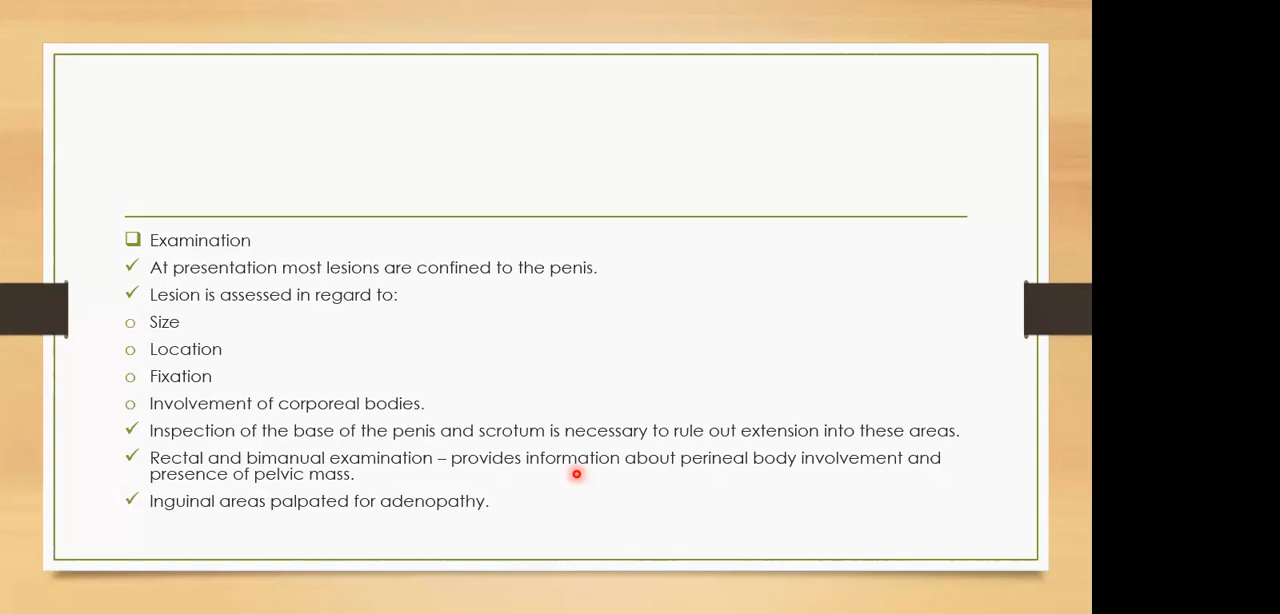 Examination
At presentation most lesions are confined to the penis.
Lesion is assessed in regard to:
Size
Location
Fixation
Involvement of corporeal bodies.
Inspection of the base of the penis and scrotum is necessary to rule out extension into these areas.
Rectal and bimanual examination – provides information about perineal body involvement and
presence of pelvic mass.
Inguinal areas palpated for adenopathy.